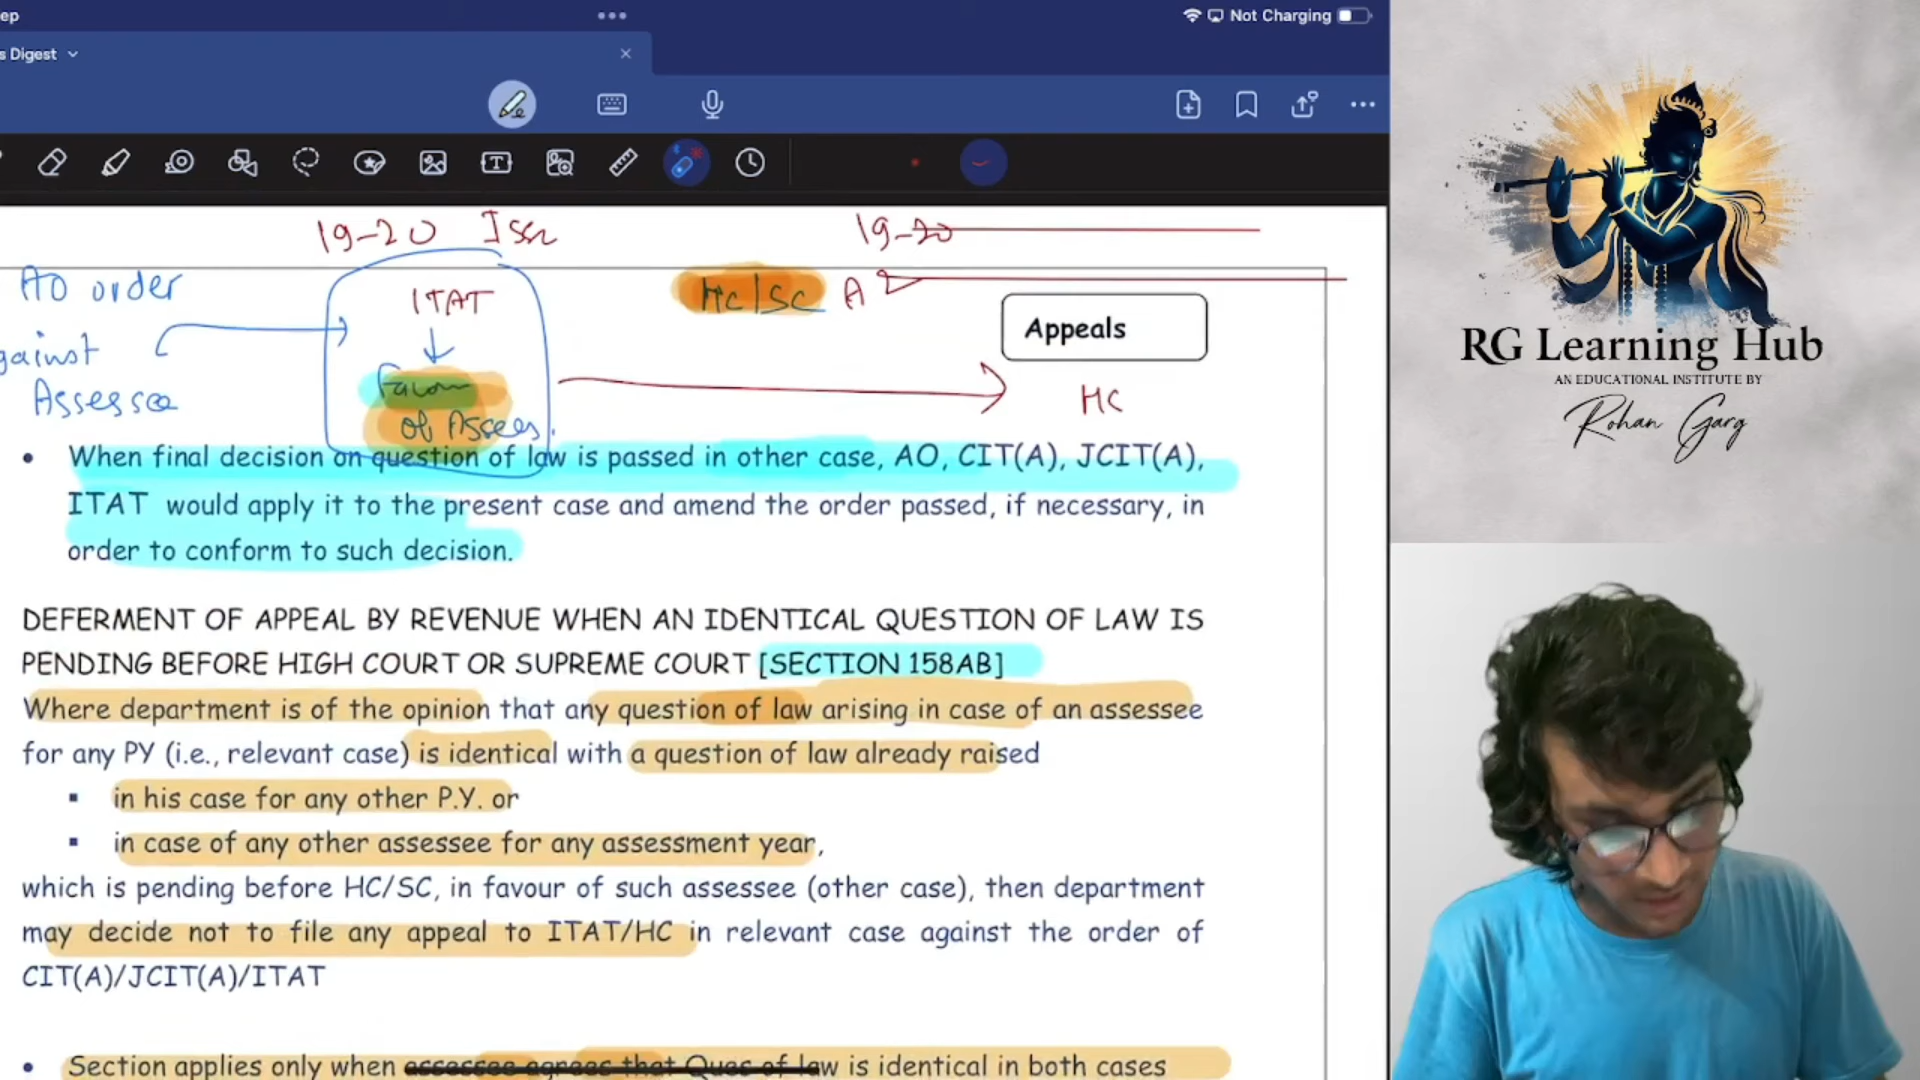 ep
Not Charging
s Digest
19-20 Issu
19-20
AO order
ITAT
HC/SC A
Appeals
gainst
Assessee
Favour
of Assees.
HC
• When final decision on question of law is passed in other case, AO, CIT(A), JCIT(A),
ITAT would apply it to the present case and amend the order passed, if necessary, in
order to conform to such decision.
DEFERMENT OF APPEAL BY REVENUE WHEN AN IDENTICAL QUESTION OF LAW IS
PENDING BEFORE HIGH COURT OR SUPREME COURT [SECTION 158AB]
Where department is of the opinion that any question of law arising in case of an assessee
for any PY (i.e., relevant case) is identical with a question of law already raised
▪ in his case for any other P.Y. or
▪ in case of any other assessee for any assessment year,
which is pending before HC/SC, in favour of such assessee (other case), then department
may decide not to file any appeal to ITAT/HC in relevant case against the order of
CIT(A)/JCIT(A)/ITAT
• Section applies only when assessee agrees that Ques of law is identical in both cases
RG Learning Hub
AN EDUCATIONAL INSTITUTE BY
Rohan Garg